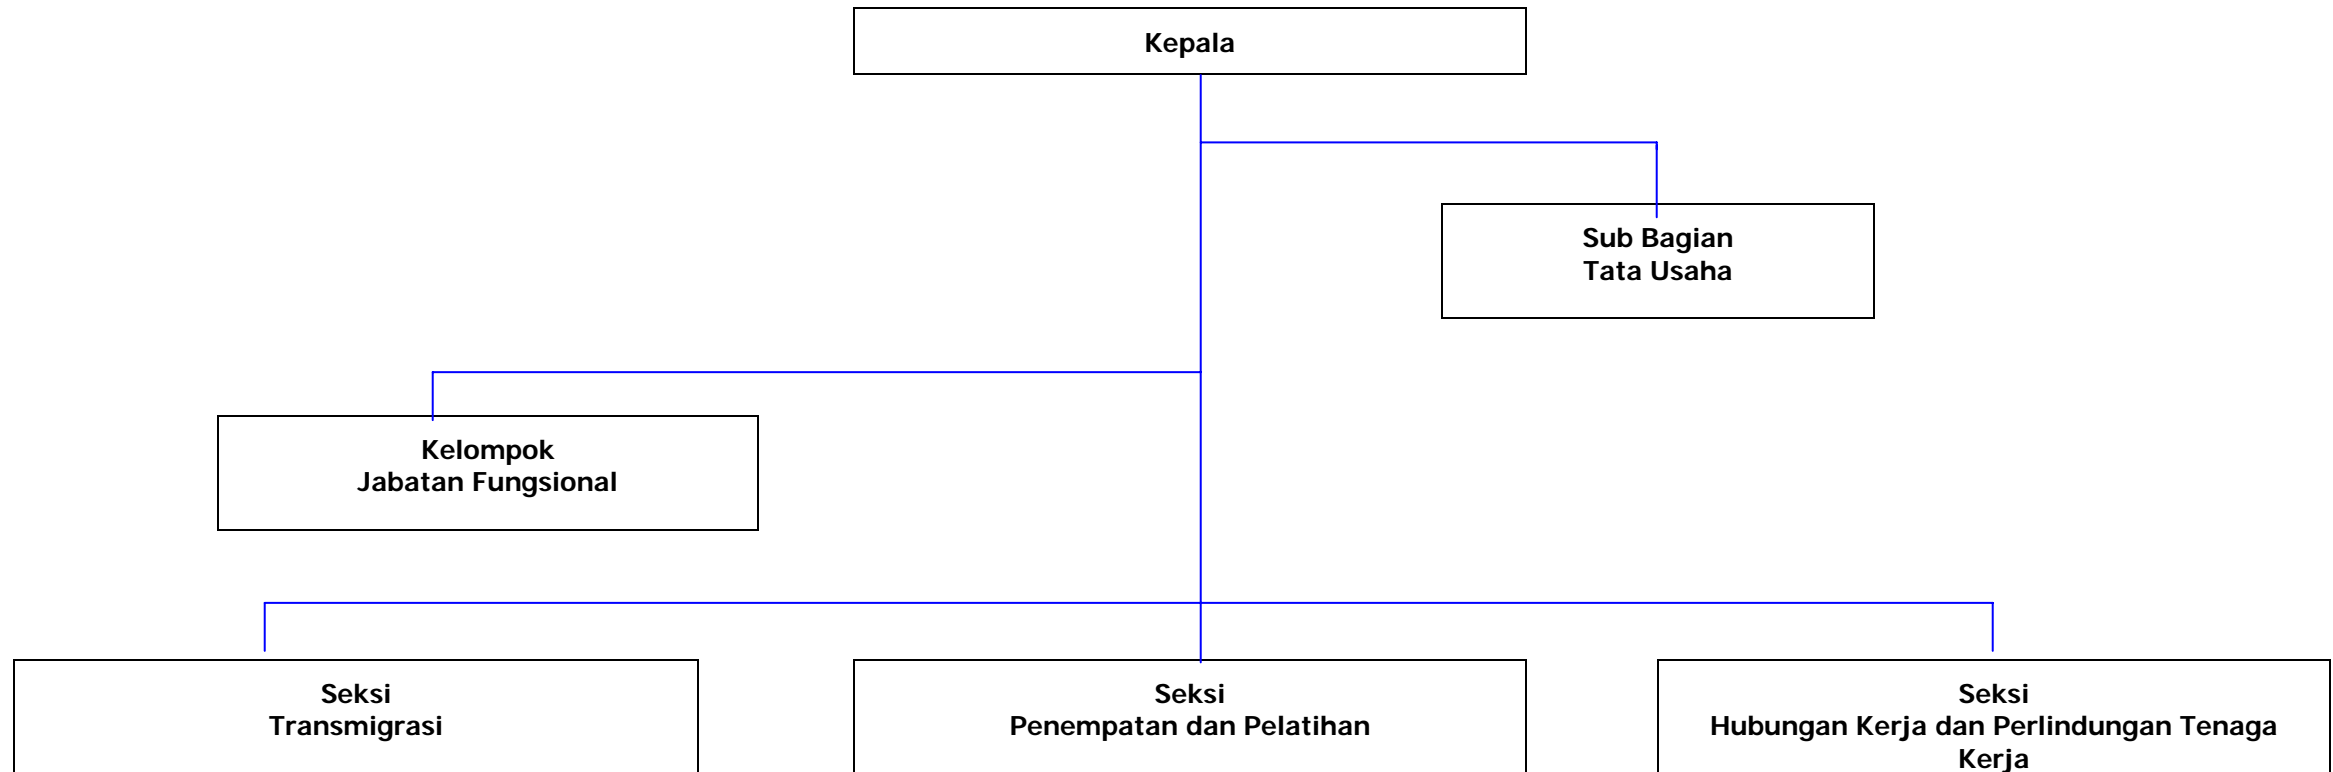 Kepala
Sub Bagian
Tata Usaha
Kelompok
Jabatan Fungsional
Seksi
Transmigrasi
Seksi
Penempatan dan Pelatihan
Seksi
Hubungan Kerja dan Perlindungan Tenaga
Kerja